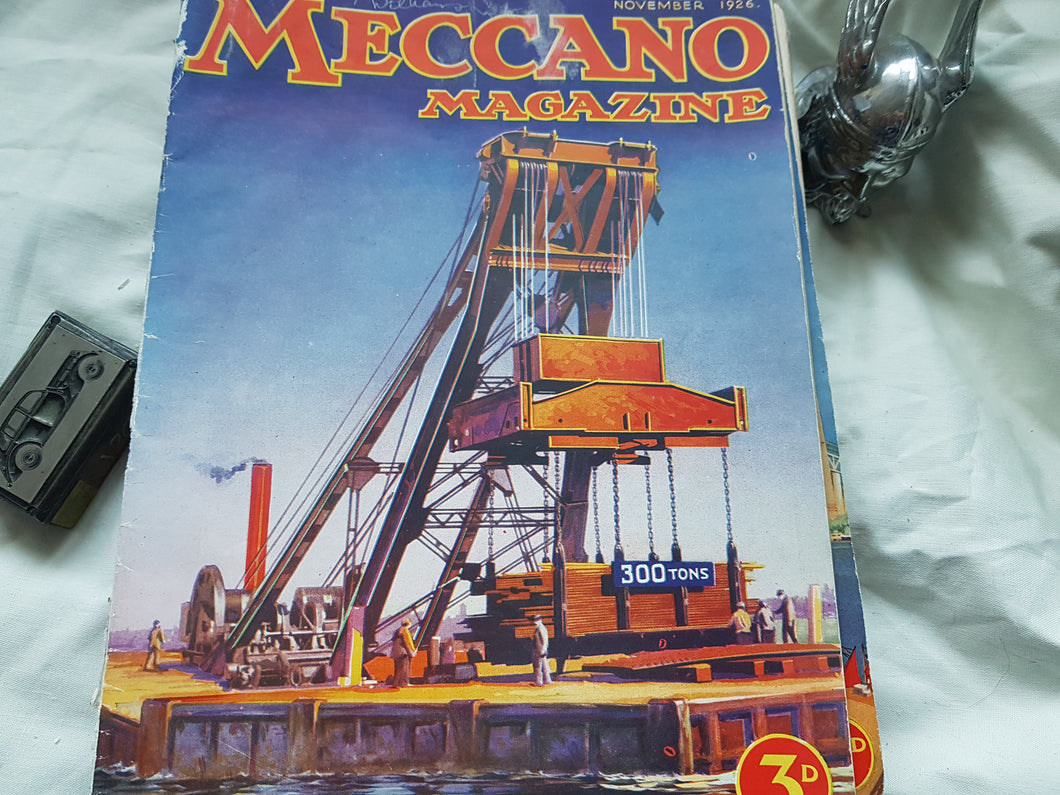 NOVEMBER 1926.
MECCANO
MAGAZINE
300 TONS
3D
D